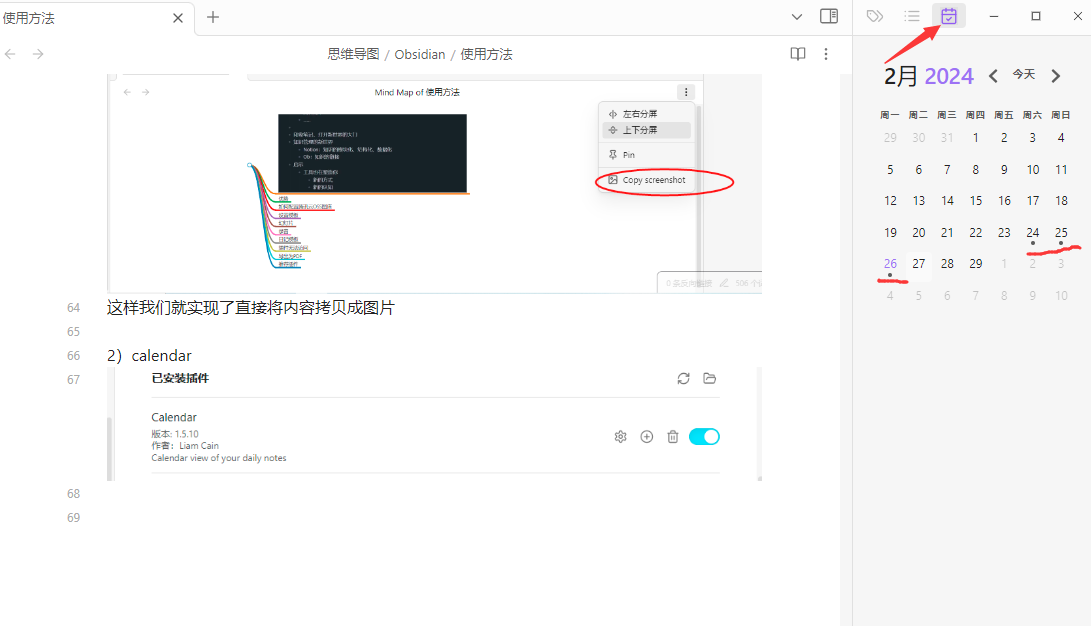 使用方法
思维导图 / Obsidian / 使用方法
Mind Map of 使用方法
左右分屏
上下分屏
Pin
Copy screenshot
64 这样我们就实现了直接将内容拷贝成图片
65
66 2）calendar
67
已安装插件
Calendar
版本: 1.5.10
作者：Liam Cain
Calendar view of your daily notes
68
69
2月 2024 今天
周一 周二 周三 周四 周五 周六 周日
29 30 31 1 2 3 4
5 6 7 8 9 10 11
12 13 14 15 16 17 18
19 20 21 22 23 24 25
26 27 28 29 1 2 3
4 5 6 7 8 9 10